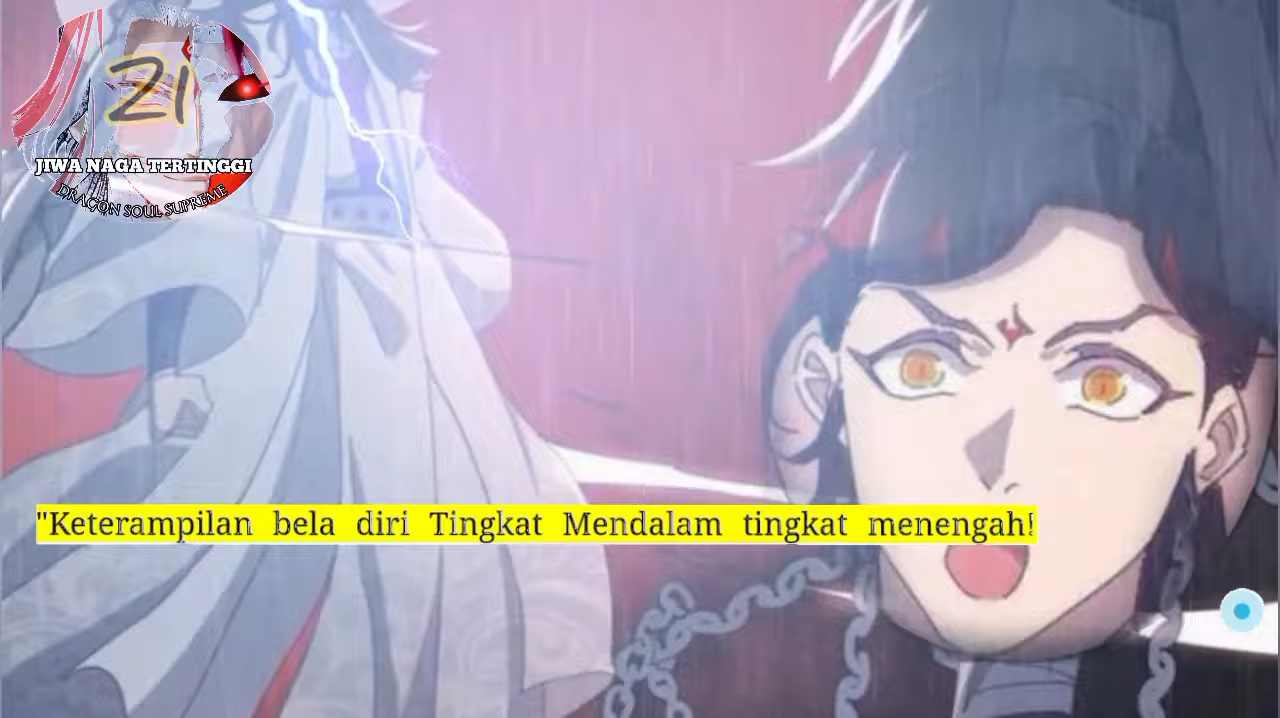 21
JIWA NAGA TERTINGGI
DRAGON SOUL SUPREME
"Keterampilan bela diri Tingkat Mendalam tingkat menengah!